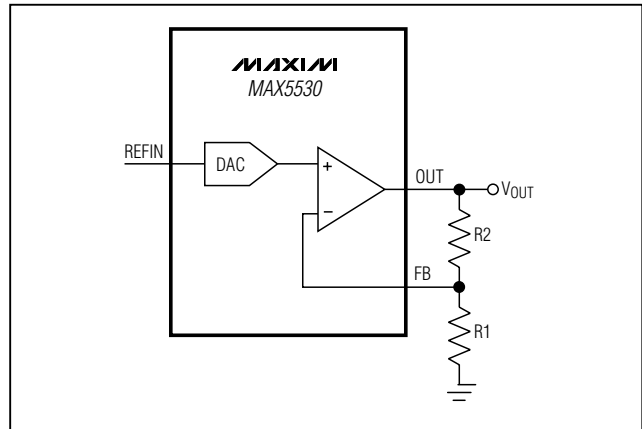 MAXIM
MAX5530
REFIN
DAC
+
−
OUT
VOUT
R2
FB
R1